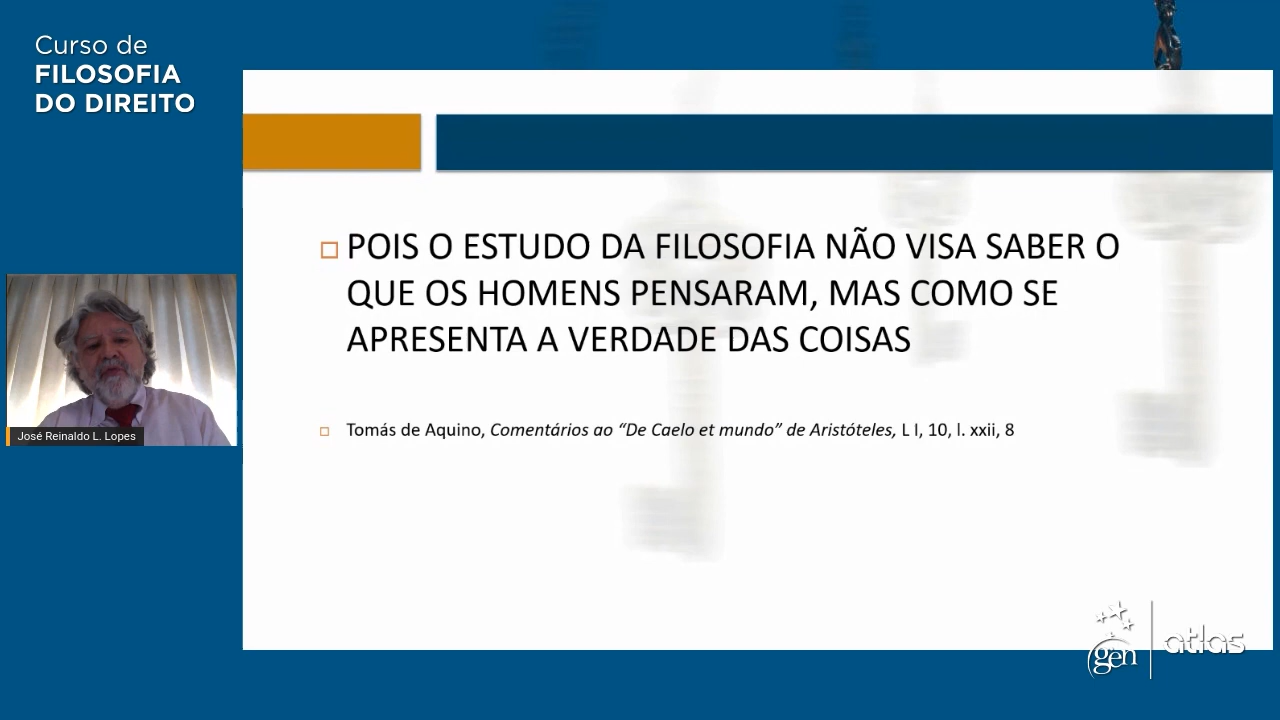 Curso de
FILOSOFIA
DO DIREITO
POIS O ESTUDO DA FILOSOFIA NÃO VISA SABER O
QUE OS HOMENS PENSARAM, MAS COMO SE
APRESENTA A VERDADE DAS COISAS
Tomás de Aquino, Comentários ao “De Caelo et mundo” de Aristóteles, L I, 10, l. xxii, 8
José Reinaldo L. Lopes
gen atlas